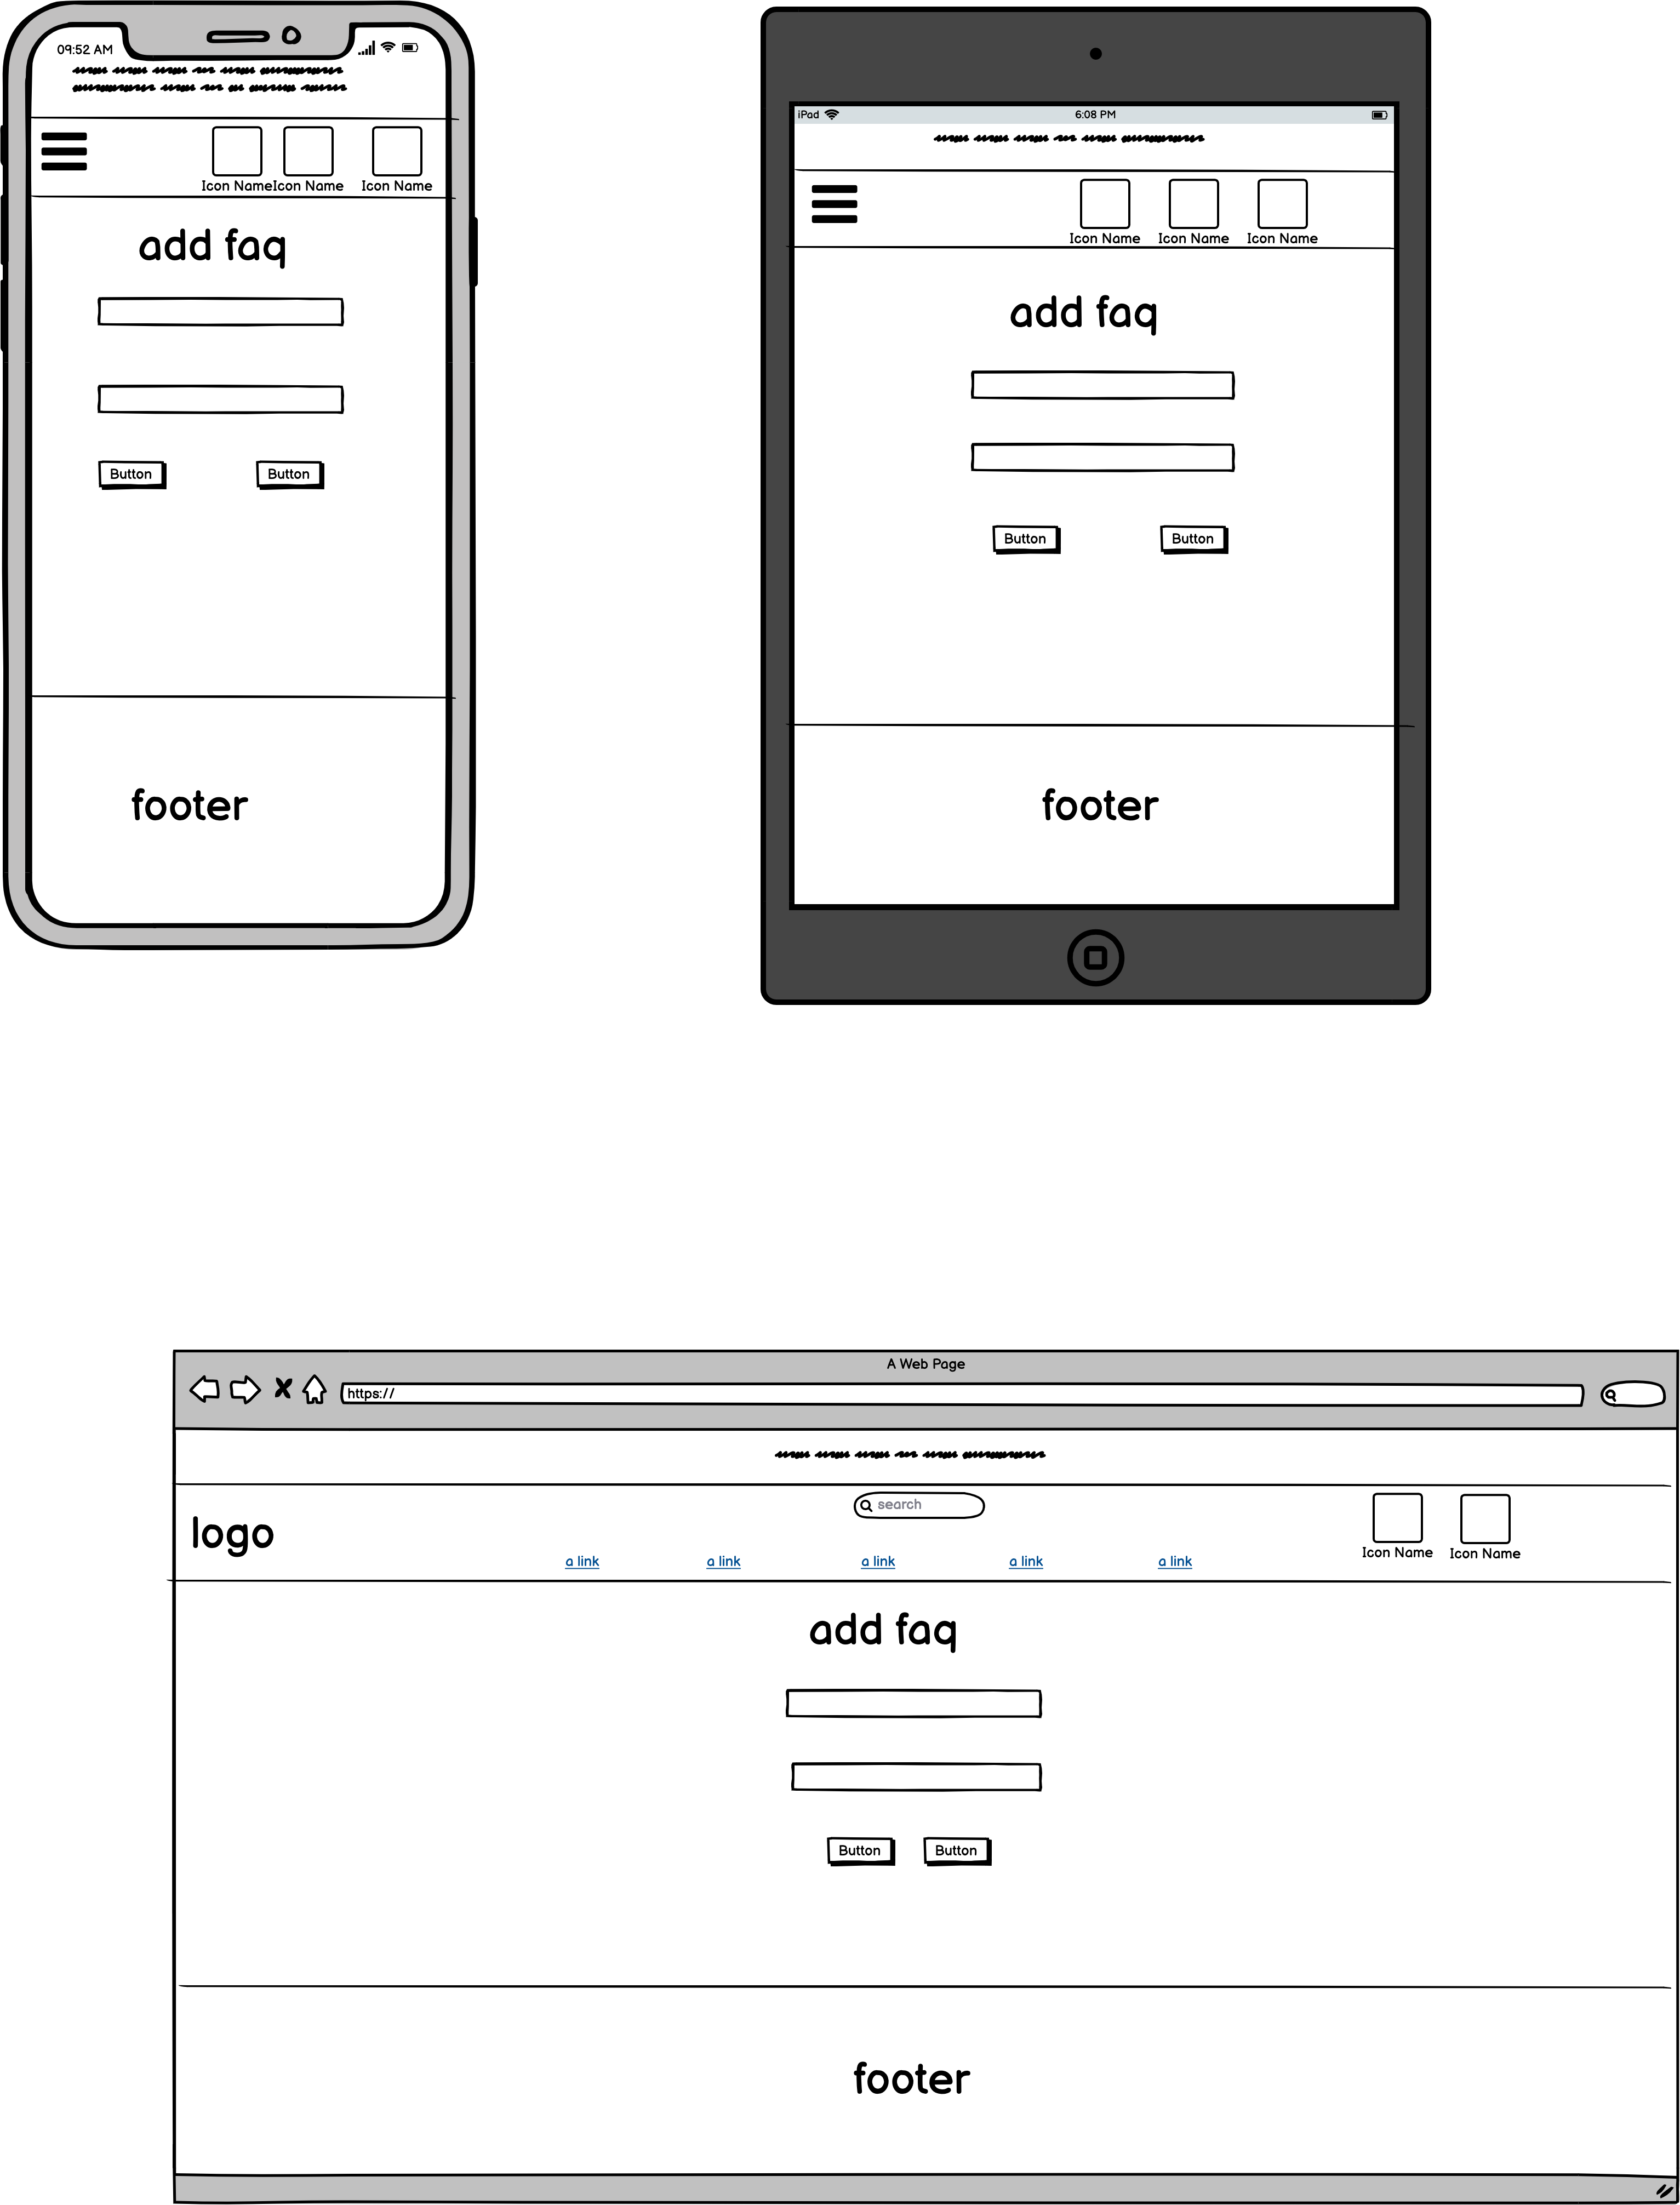 09:52 AM
Icon Name Icon Name Icon Name
add faq
Button Button
footer
iPad 6:08 PM
Icon Name Icon Name Icon Name
add faq
Button Button
footer
A Web Page
https://
search
logo
Icon Name Icon Name
a link a link a link a link a link
add faq
Button Button
footer